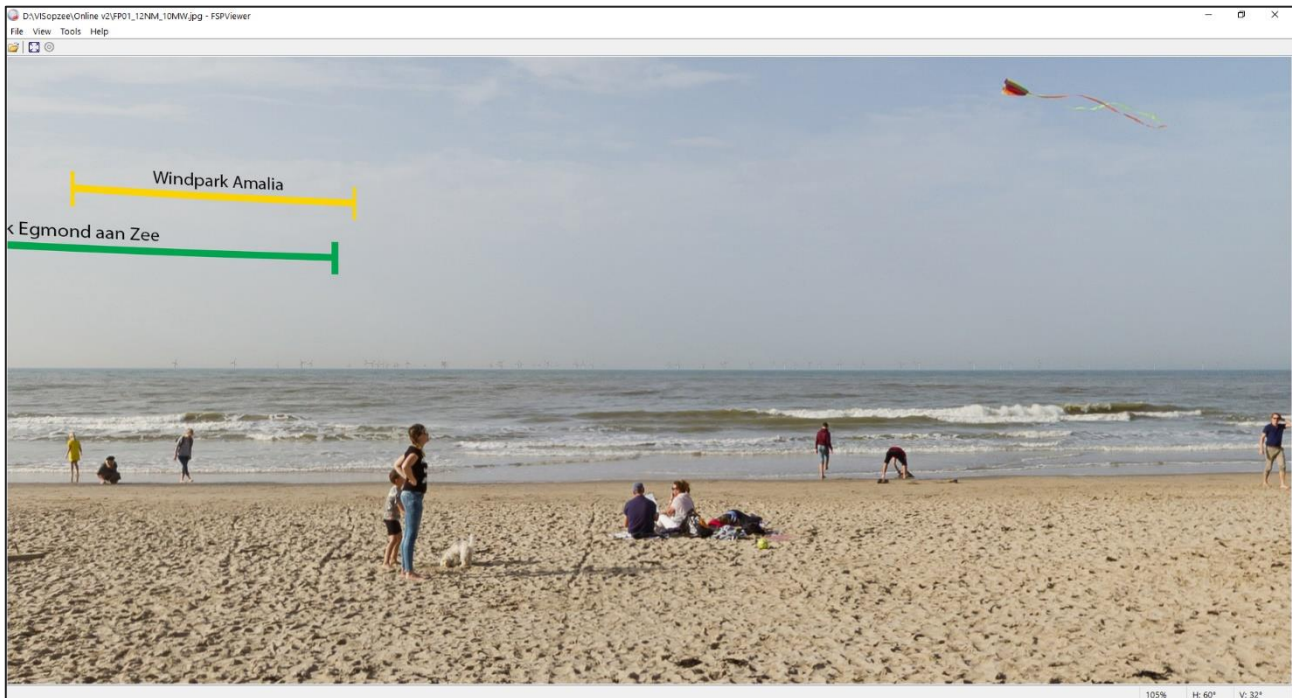 D:\VISopzee\Online v2\FP01_12NM_10MW.jpg - FSPViewer
File View Tools Help
Windpark Amalia
k Egmond aan Zee
105% H: 60° V: 32°